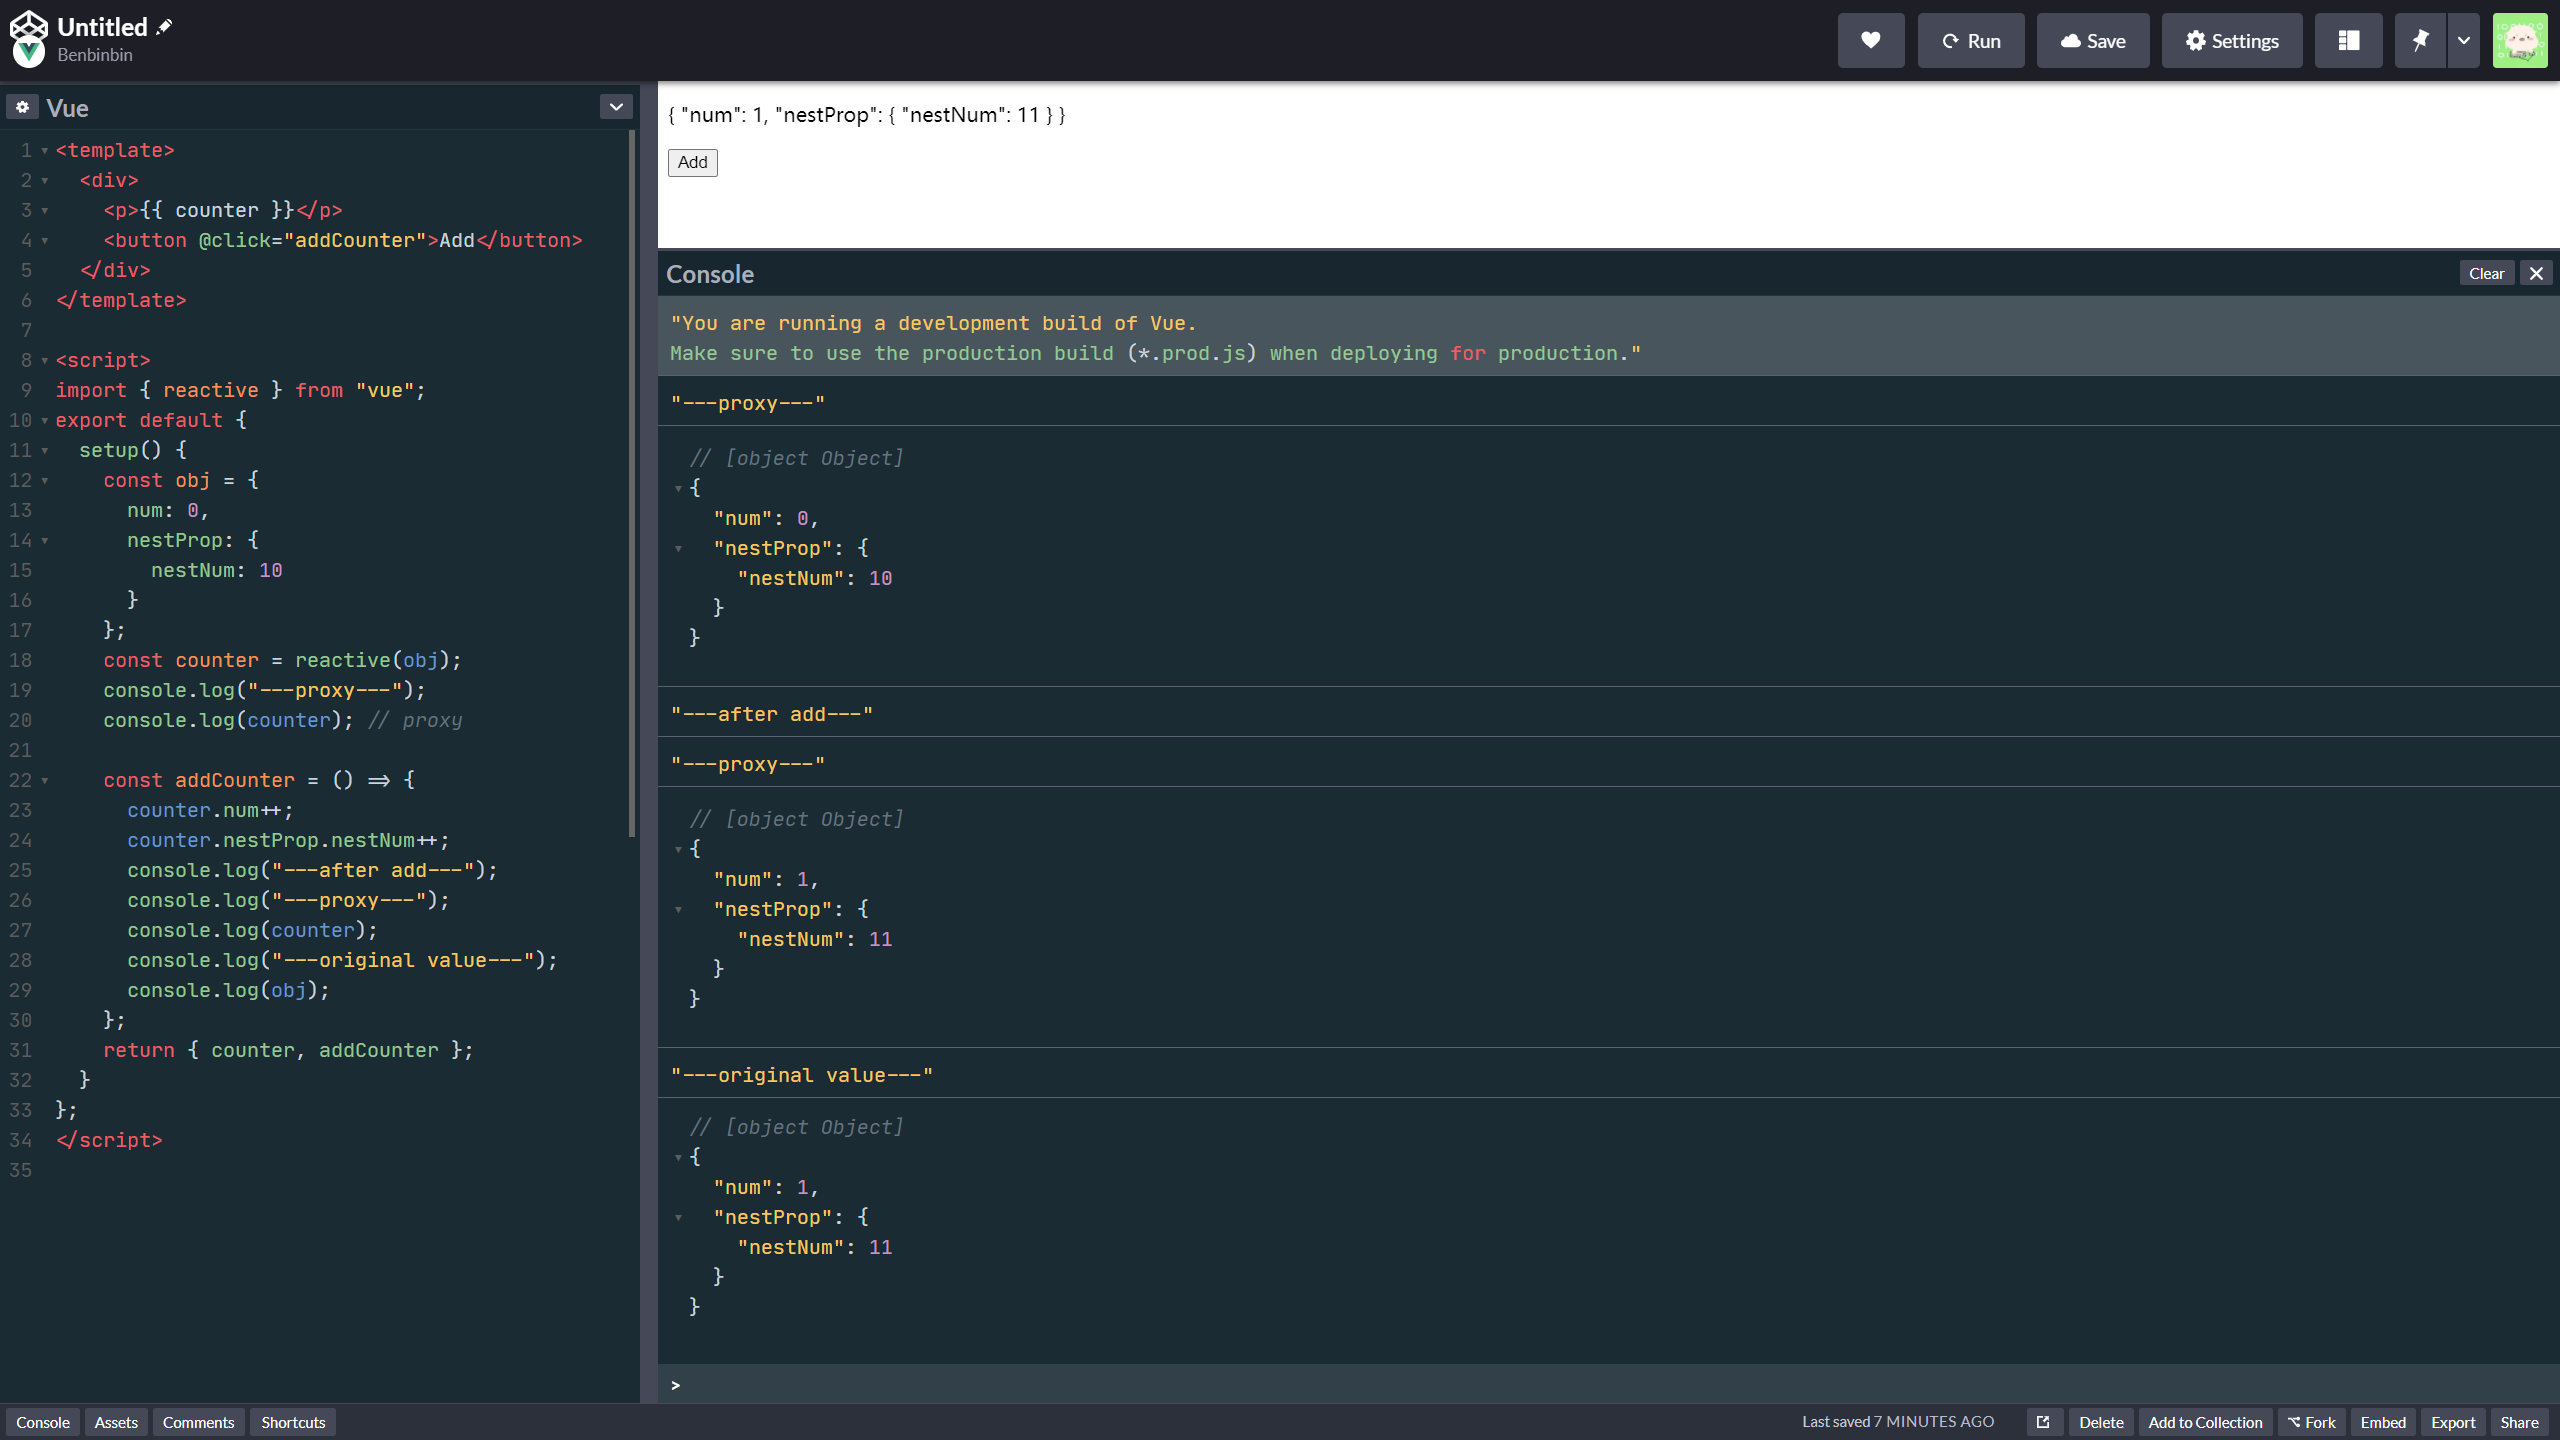 Untitled
Benbinbin
Run
Save
Settings
Vue
1 <template>
2 <div>
3 <p>{{ counter }}</p>
4 <button @click="addCounter">Add</button>
5 </div>
6 </template>
7
8 <script>
9 import { reactive } from "vue";
10 export default {
11 setup() {
12 const obj = {
13 num: 0,
14 nestProp: {
15 nestNum: 10
16 }
17 };
18 const counter = reactive(obj);
19 console.log("---proxy---");
20 console.log(counter); // proxy
21
22 const addCounter = () => {
23 counter.num++;
24 counter.nestProp.nestNum++;
25 console.log("---after add---");
26 console.log("---proxy---");
27 console.log(counter);
28 console.log("---original value---");
29 console.log(obj);
30 };
31 return { counter, addCounter };
32 }
33 };
34 </script>
35
{ "num": 1, "nestProp": { "nestNum": 11 } }
Add
Console
Clear
"You are running a development build of Vue.
Make sure to use the production build (*.prod.js) when deploying for production."
"---proxy---"
// [object Object]
{
"num": 0,
"nestProp": {
"nestNum": 10
}
}
"---after add---"
"---proxy---"
// [object Object]
{
"num": 1,
"nestProp": {
"nestNum": 11
}
}
"---original value---"
// [object Object]
{
"num": 1,
"nestProp": {
"nestNum": 11
}
}
>
Console Assets Comments Shortcuts
Last saved 7 MINUTES AGO
Delete Add to Collection Fork Embed Export Share